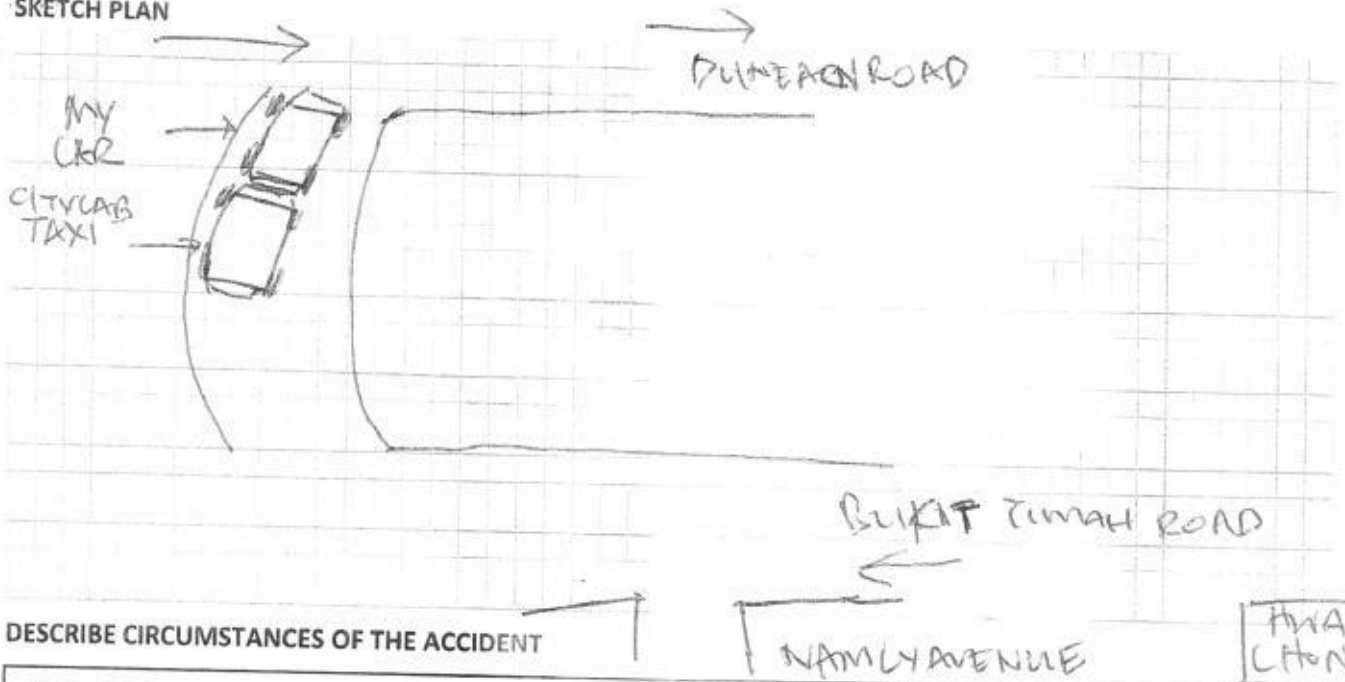 SKETCH PLAN
DUNEARN ROAD
MY
CAR
CITYCAB
TAXI
BUKIT TIMAH ROAD
DESCRIBE CIRCUMSTANCES OF THE ACCIDENT
NAMLY AVENUE
HWA
CHON